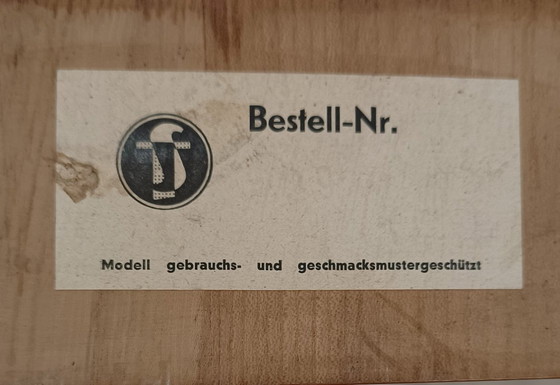 Bestell-Nr.
Modell gebrauchs- und geschmacksmustergeschützt